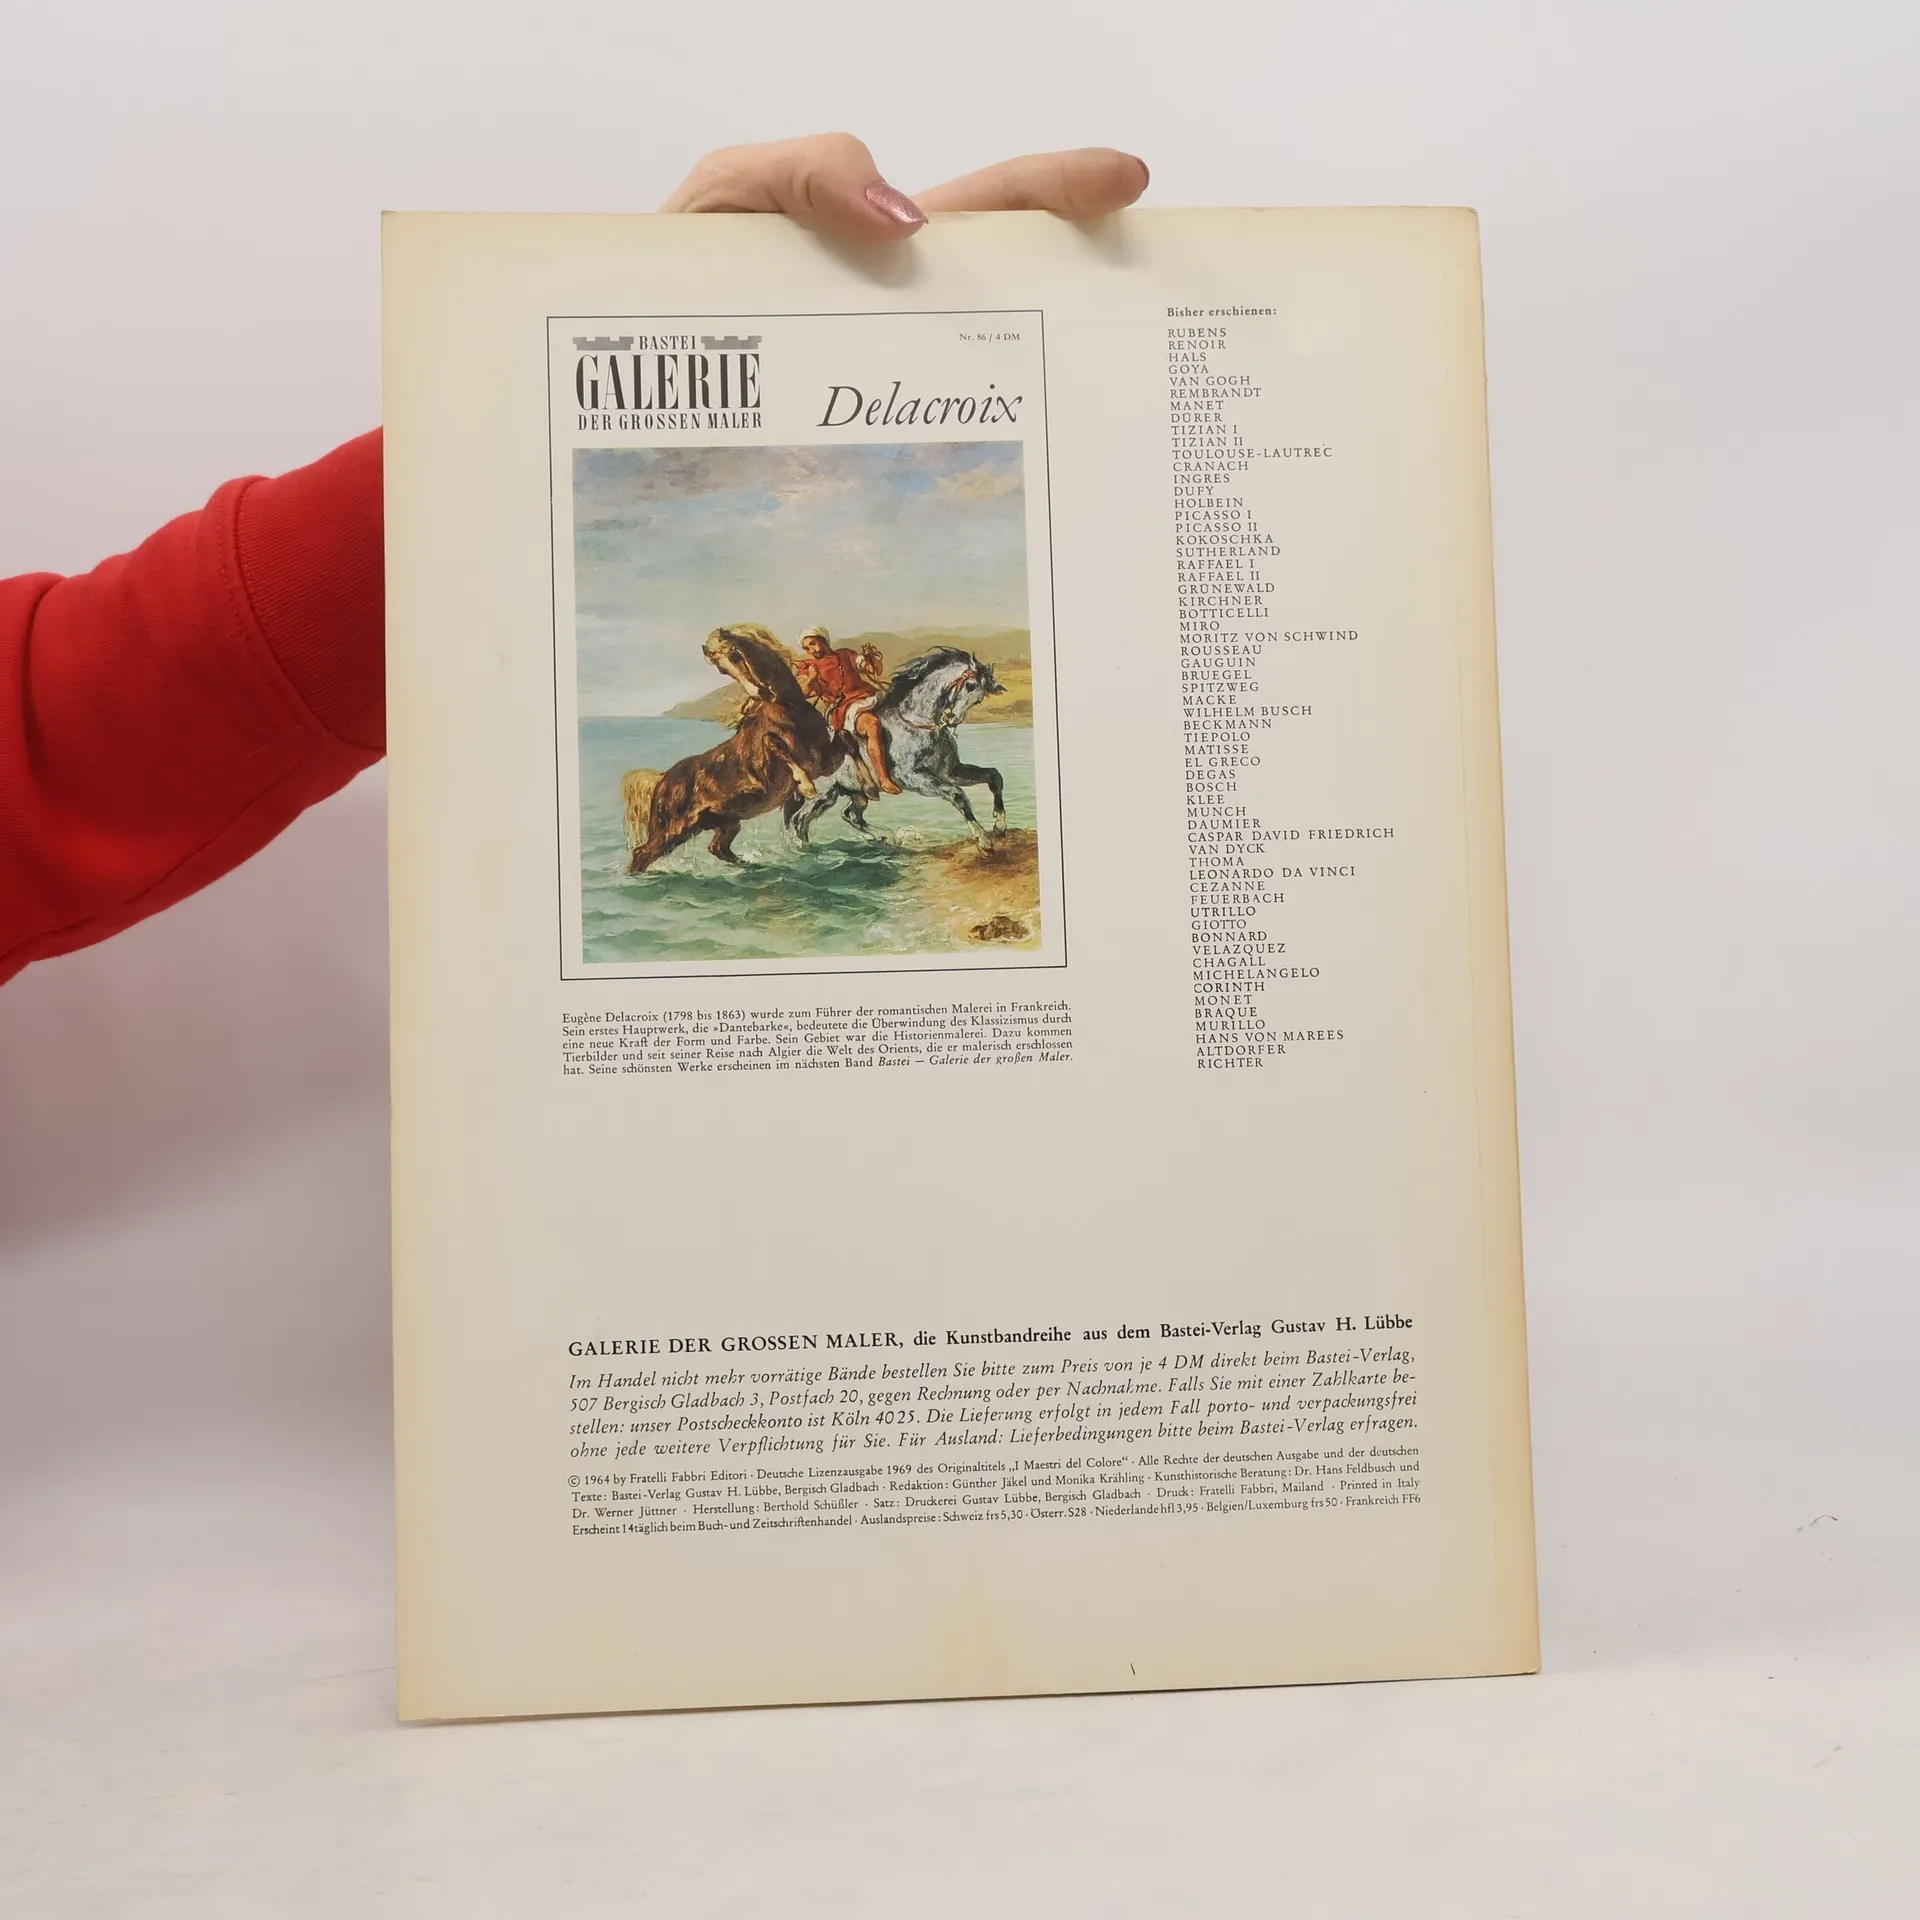 BASTEI
GALERIE
DER GROSSEN MALER
Nr. 86 / 4 DM
Delacroix
Eugène Delacroix (1798 bis 1863) wurde zum Führer der romantischen Malerei in Frankreich.
Sein erstes Hauptwerk, die »Dantebarke«, bedeutete die Überwindung des Klassizismus durch
eine neue Kraft der Form und Farbe. Sein Gebiet war die Historienmalerei. Dazu kommen
Tierbilder und seit seiner Reise nach Algier die Welt des Orients, die er malerisch erschlossen
hat. Seine schönsten Werke erscheinen im nächsten Band Bastei — Galerie der großen Maler.
Bisher erschienen:
RUBENS
RENOIR
HALS
GOYA
VAN GOGH
REMBRANDT
MANET
DÜRER
TIZIAN I
TIZIAN II
TOULOUSE-LAUTREC
CRANACH
INGRES
DUFY
HOLBEIN
PICASSO I
PICASSO II
KOKOSCHKA
SUTHERLAND
RAFFAEL I
RAFFAEL II
GRÜNEWALD
KIRCHNER
BOTTICELLI
MIRO
MORITZ VON SCHWIND
ROUSSEAU
GAUGUIN
BRUEGEL
SPITZWEG
MACKE
WILHELM BUSCH
BECKMANN
TIEPOLO
MATISSE
EL GRECO
DEGAS
BOSCH
KLEE
MUNCH
DAUMIER
CASPAR DAVID FRIEDRICH
VAN DYCK
THOMA
LEONARDO DA VINCI
CEZANNE
FEUERBACH
UTRILLO
GIOTTO
BONNARD
VELAZQUEZ
CHAGALL
MICHELANGELO
CORINTH
MONET
BRAQUE
MURILLO
HANS VON MAREES
ALTDORFER
RICHTER
GALERIE DER GROSSEN MALER, die Kunstbandreihe aus dem Bastei-Verlag Gustav H. Lübbe
Im Handel nicht mehr vorrätige Bände bestellen Sie bitte zum Preis von je 4 DM direkt beim Bastei-Verlag,
507 Bergisch Gladbach 3, Postfach 20, gegen Rechnung oder per Nachnahme. Falls Sie mit einer Zahlkarte be-
stellen: unser Postscheckkonto ist Köln 4025. Die Lieferung erfolgt in jedem Fall porto- und verpackungsfrei
ohne jede weitere Verpflichtung für Sie. Für Ausland: Lieferbedingungen bitte beim Bastei-Verlag erfragen.
© 1964 by Fratelli Fabbri Editori · Deutsche Lizenzausgabe 1969 des Originaltitels „I Maestri del Colore“ · Alle Rechte der deutschen Ausgabe und der deutschen
Texte: Bastei-Verlag Gustav H. Lübbe, Bergisch Gladbach · Redaktion: Günther Jäkel und Monika Krähling · Kunsthistorische Beratung: Dr. Hans Feldbusch und
Dr. Werner Jüttner · Herstellung: Berthold Schüßler · Satz: Druckerei Gustav Lübbe, Bergisch Gladbach · Druck: Fratelli Fabbri, Mailand · Printed in Italy
Erscheint 14täglich beim Buch- und Zeitschriftenhandel · Auslandspreise: Schweiz frs 5,30 · Österr. S28 · Niederlande hfl 3,95 · Belgien/Luxemburg frs 50 · Frankreich FF6